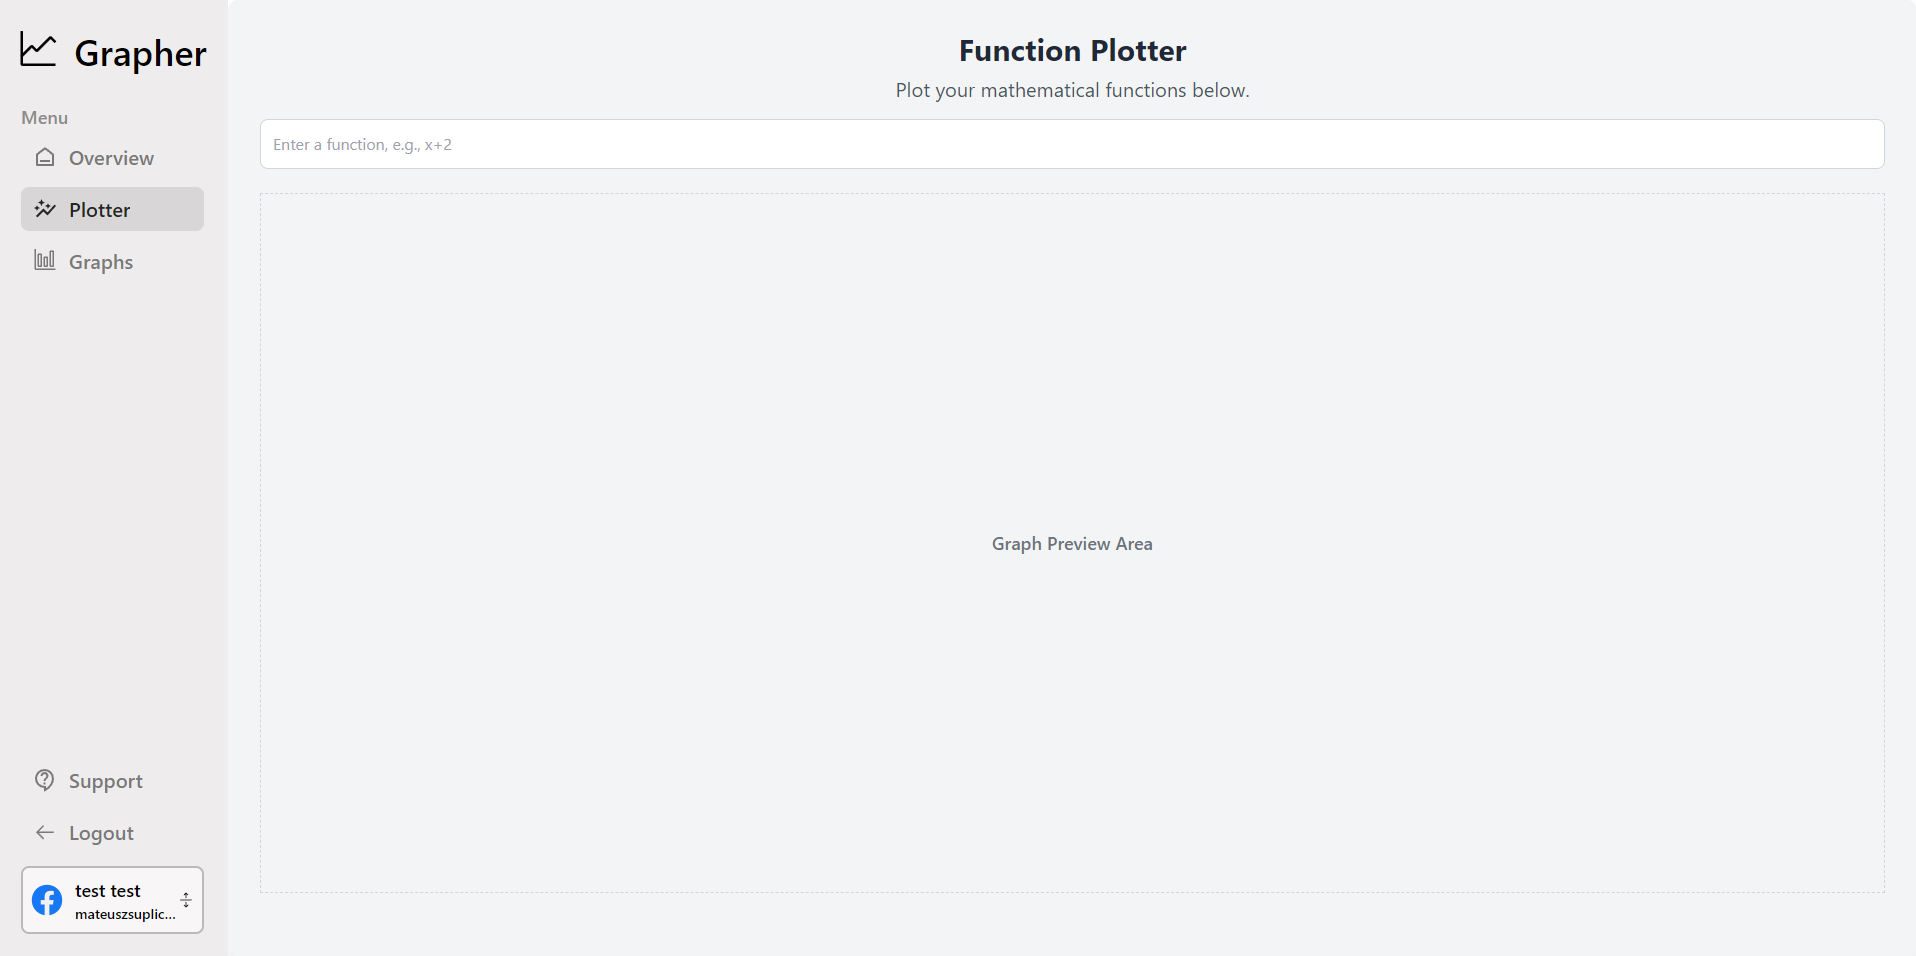 Grapher
Menu
Overview
Plotter
Graphs
Support
Logout
test test
mateuszsuplic...
Function Plotter
Plot your mathematical functions below.
Enter a function, e.g., x+2
Graph Preview Area